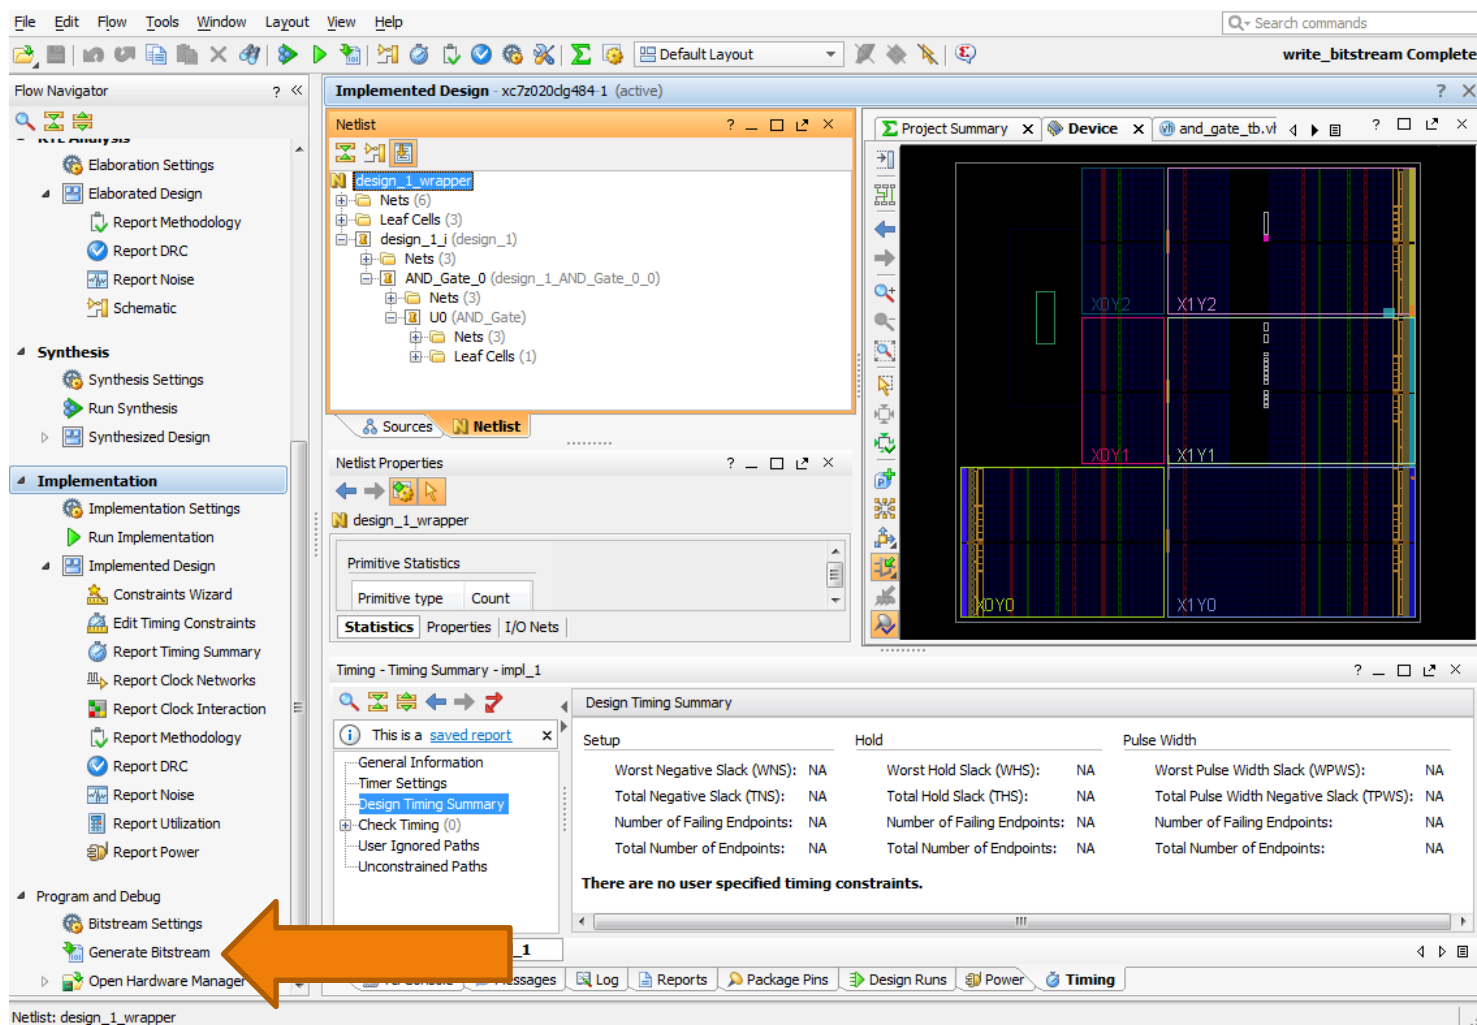 File Edit Flow Tools Window Layout View Help
Search commands
Default Layout
write_bitstream Complete
Flow Navigator
Elaboration Settings
Elaborated Design
Report Methodology
Report DRC
Report Noise
Schematic
Synthesis
Synthesis Settings
Run Synthesis
Synthesized Design
Implementation
Implementation Settings
Run Implementation
Implemented Design
Constraints Wizard
Edit Timing Constraints
Report Timing Summary
Report Clock Networks
Report Clock Interaction
Report Methodology
Report DRC
Report Noise
Report Utilization
Report Power
Program and Debug
Bitstream Settings
Generate Bitstream
Open Hardware Manager
Implemented Design - xc7z020clg484-1 (active)
Netlist
design_1_wrapper
Nets (6)
Leaf Cells (3)
design_1_i (design_1)
Nets (3)
AND_Gate_0 (design_1_AND_Gate_0_0)
Nets (3)
U0 (AND_Gate)
Nets (3)
Leaf Cells (1)
Sources Netlist
Netlist Properties
design_1_wrapper
Primitive Statistics
Primitive type Count
Statistics Properties I/O Nets
Project Summary Device and_gate_tb.vh
X0Y2 X1Y2
X0Y1 X1Y1
X0Y0 X1Y0
Timing - Timing Summary - impl_1
This is a saved report
General Information
Timer Settings
Design Timing Summary
Check Timing (0)
User Ignored Paths
Unconstrained Paths
Design Timing Summary
Setup Hold Pulse Width
Worst Negative Slack (WNS): NA Worst Hold Slack (WHS): NA Worst Pulse Width Slack (WPWS): NA
Total Negative Slack (TNS): NA Total Hold Slack (THS): NA Total Pulse Width Negative Slack (TPWS): NA
Number of Failing Endpoints: NA Number of Failing Endpoints: NA Number of Failing Endpoints: NA
Total Number of Endpoints: NA Total Number of Endpoints: NA Total Number of Endpoints: NA
There are no user specified timing constraints.
_1
Messages Log Reports Package Pins Design Runs Power Timing
Netlist: design_1_wrapper